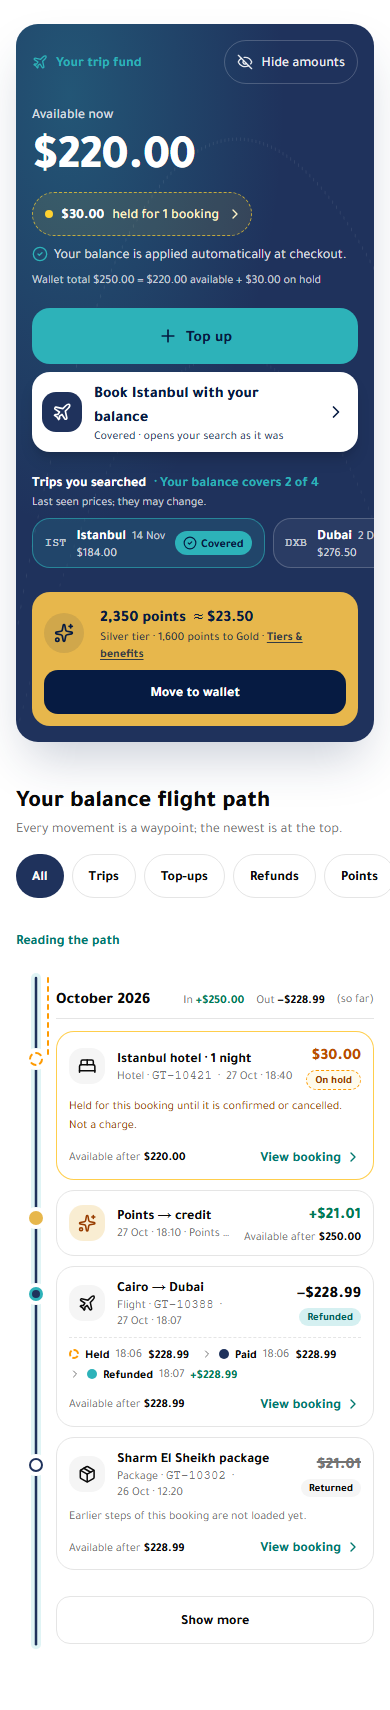 Your trip fund
Hide amounts
Available now
$220.00
$30.00 held for 1 booking
Your balance is applied automatically at checkout.
Wallet total $250.00 = $220.00 available + $30.00 on hold
Top up
Book Istanbul with your
balance
Covered · opens your search as it was
Trips you searched · Your balance covers 2 of 4
Last seen prices; they may change.
IST Istanbul 14 Nov
$184.00
Covered
DXB Dubai 2 D
$276.50
2,350 points ≈ $23.50
Silver tier · 1,600 points to Gold · Tiers &
benefits
Move to wallet
Your balance flight path
Every movement is a waypoint; the newest is at the top.
All
Trips
Top-ups
Refunds
Points
Reading the path
October 2026 In +$250.00 Out −$228.99 (so far)
Istanbul hotel · 1 night $30.00
Hotel · GT-10421 · 27 Oct · 18:40 On hold
Held for this booking until it is confirmed or cancelled.
Not a charge.
Available after $220.00 View booking
Points → credit +$21.01
27 Oct · 18:10 · Points ... Available after $250.00
Cairo → Dubai −$228.99
Flight · GT-10388 ·
27 Oct · 18:07
Refunded
Held 18:06 $228.99 Paid 18:06 $228.99
Refunded 18:07 +$228.99
Available after $228.99 View booking
Sharm El Sheikh package $21.01
Package · GT-10302 ·
26 Oct · 12:20
Returned
Earlier steps of this booking are not loaded yet.
Available after $228.99 View booking
Show more